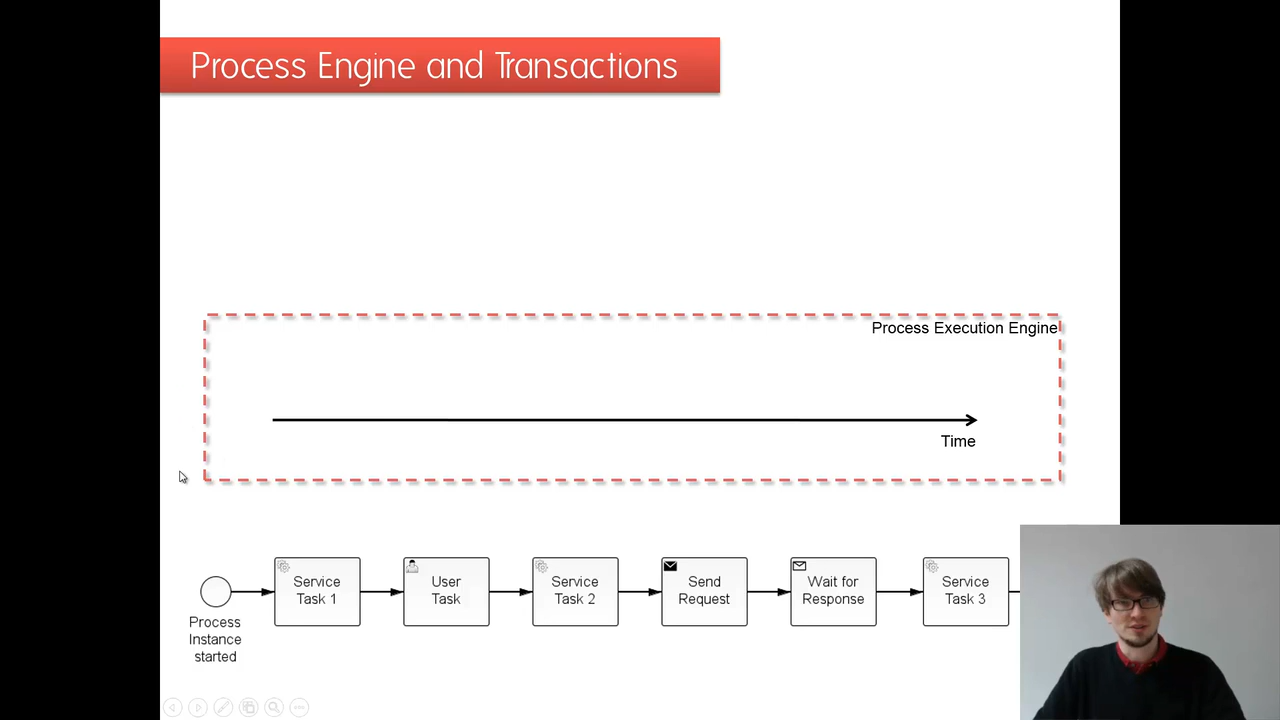 Process Engine and Transactions
Process Execution Engine
Time
Service
Task 1
User
Task
Service
Task 2
Send
Request
Wait for
Response
Service
Task 3
Process
Instance
started